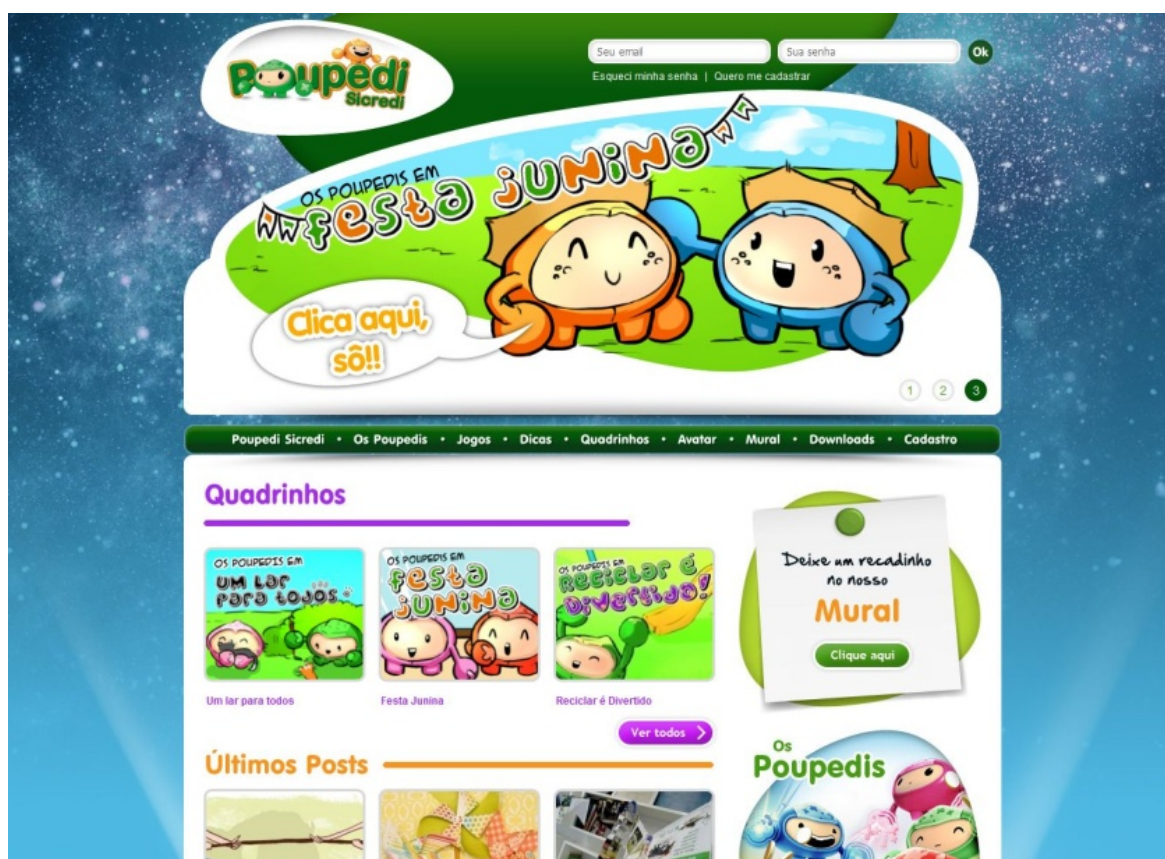 Poupedi
Sicredi
Seu email
Sua senha
Ok
Esqueci minha senha | Quero me cadastrar
OS POUPEDIS EM
festa JUNINA
Clica aqui,
sô!!
1 2 3
Poupedi Sicredi • Os Poupedis • Jogos • Dicas • Quadrinhos • Avatar • Mural • Downloads • Cadastro
Quadrinhos
OS POUPEDIS EM
UM LAR
PARA TODOS
OS POUPEDIS EM
festa
JUNINA
OS POUPEDIS EM
RECICLAR É
DIVERTIDO!
Um lar para todos
Festa Junina
Reciclar é Divertido
Ver todos
Deixe um recadinho
no nosso
Mural
Clique aqui
Últimos Posts
Os
Poupedis